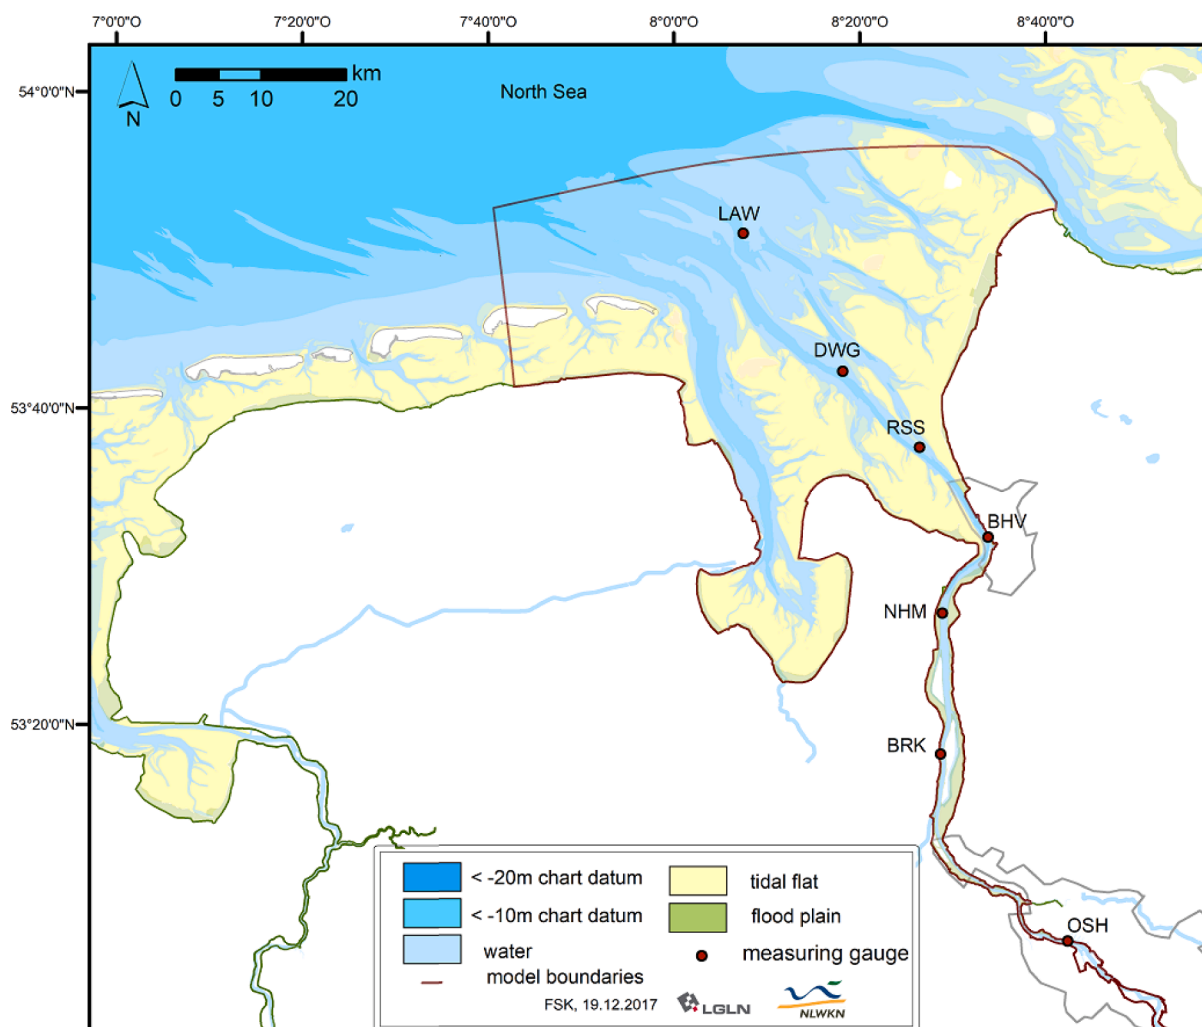 7°0'0"O 7°20'0"O 7°40'0"O 8°0'0"O 8°20'0"O 8°40'0"O
km
0 5 10 20
N
North Sea
54°0'0"N
LAW
DWG
53°40'0"N
RSS
BHV
NHM
53°20'0"N
BRK
OSH
< -20m chart datum
tidal flat
< -10m chart datum
flood plain
water
measuring gauge
model boundaries
FSK, 19.12.2017
LGLN
NLWKN